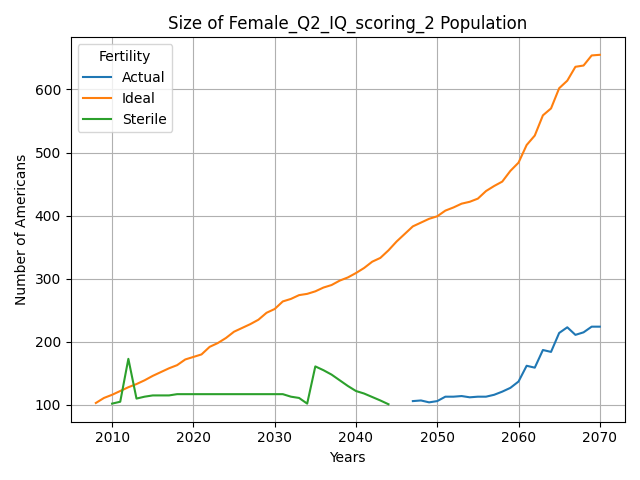 Size of Female_Q2_IQ_scoring_2 Population
Fertility
Actual
Ideal
Sterile
Number of Americans
600
500
400
300
200
100
2010 2020 2030 2040 2050 2060 2070
Years